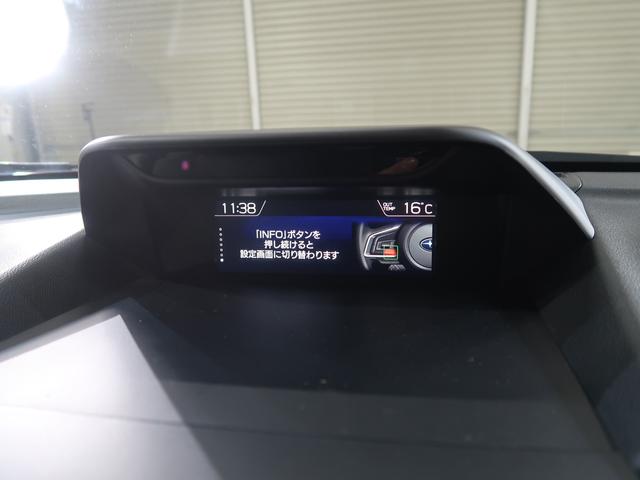 11:38
OUT
TEMP
16℃
「INFO」ボタンを
押し続けると
設定画面に切り替わります